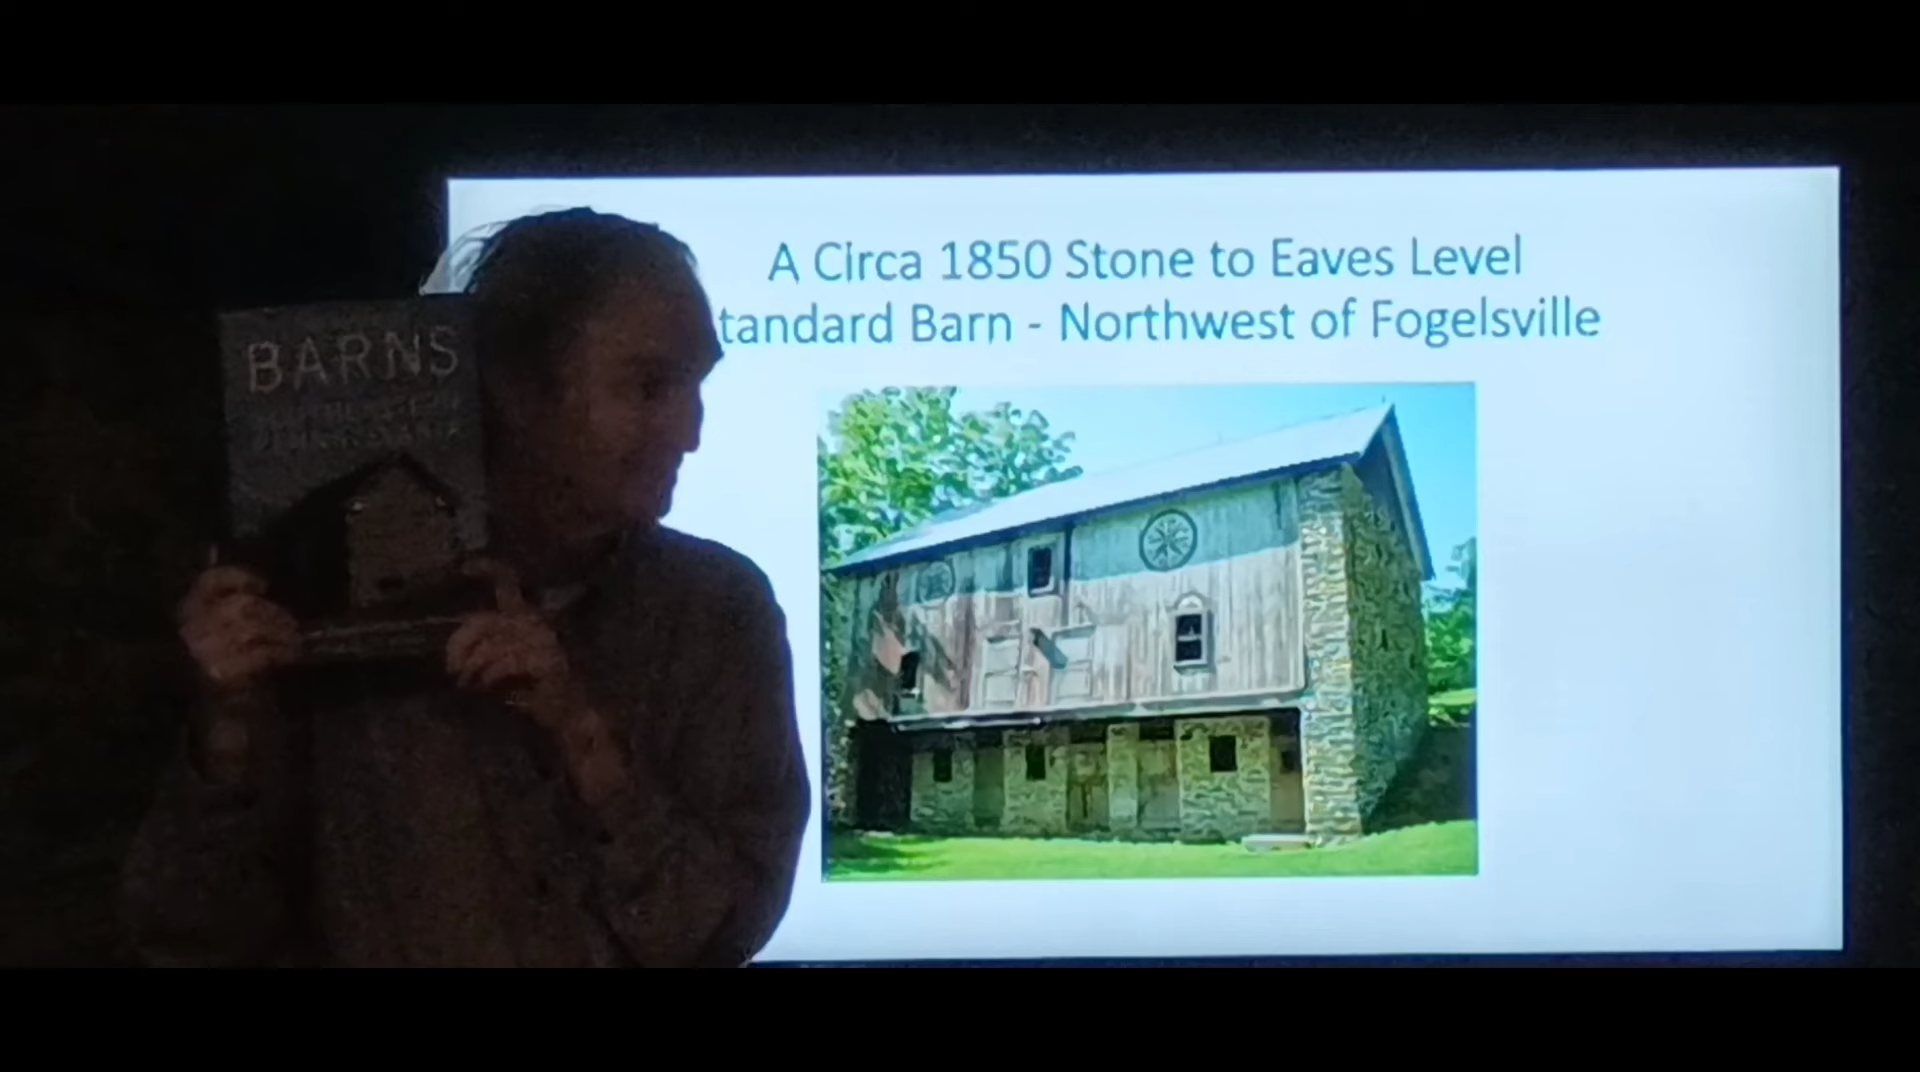 A Circa 1850 Stone to Eaves Level
tandard Barn - Northwest of Fogelsville
BARNS